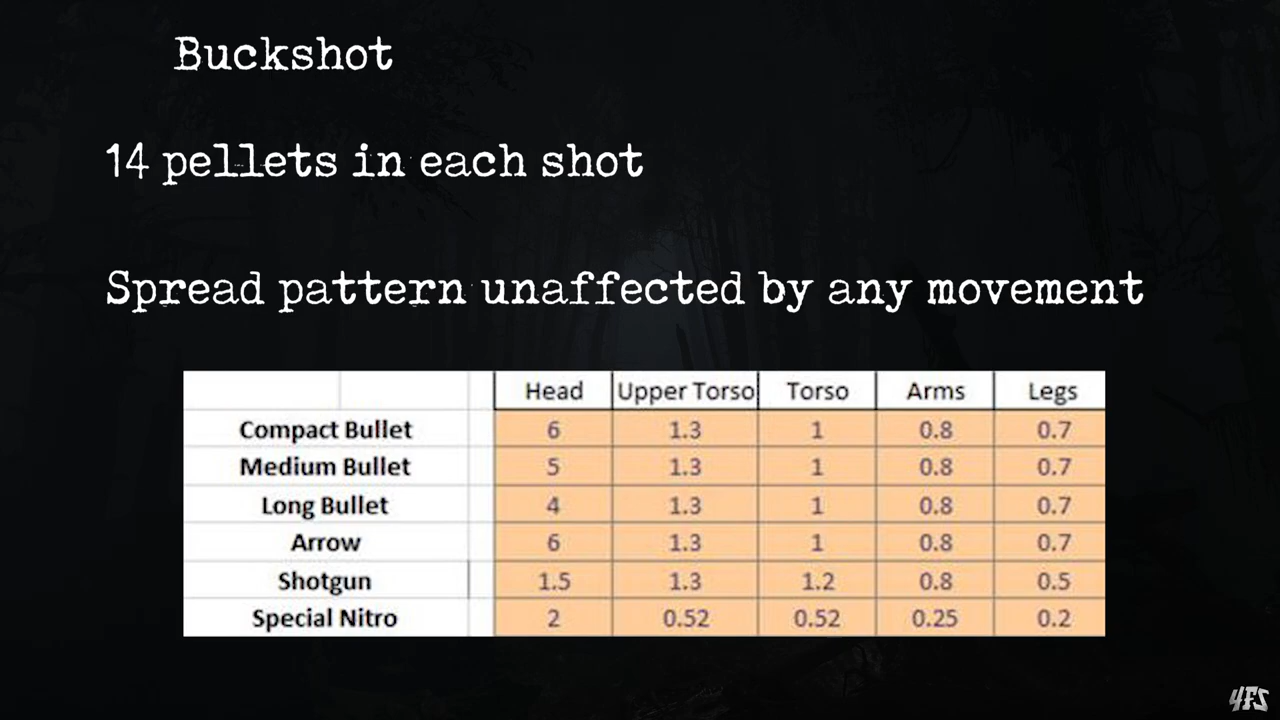 Buckshot
14 pellets in each shot
Spread pattern unaffected by any movement
Head Upper Torso Torso Arms Legs
Compact Bullet 6 1.3 1 0.8 0.7
Medium Bullet 5 1.3 1 0.8 0.7
Long Bullet 4 1.3 1 0.8 0.7
Arrow 6 1.3 1 0.8 0.7
Shotgun 1.5 1.3 1.2 0.8 0.5
Special Nitro 2 0.52 0.52 0.25 0.2
4FS